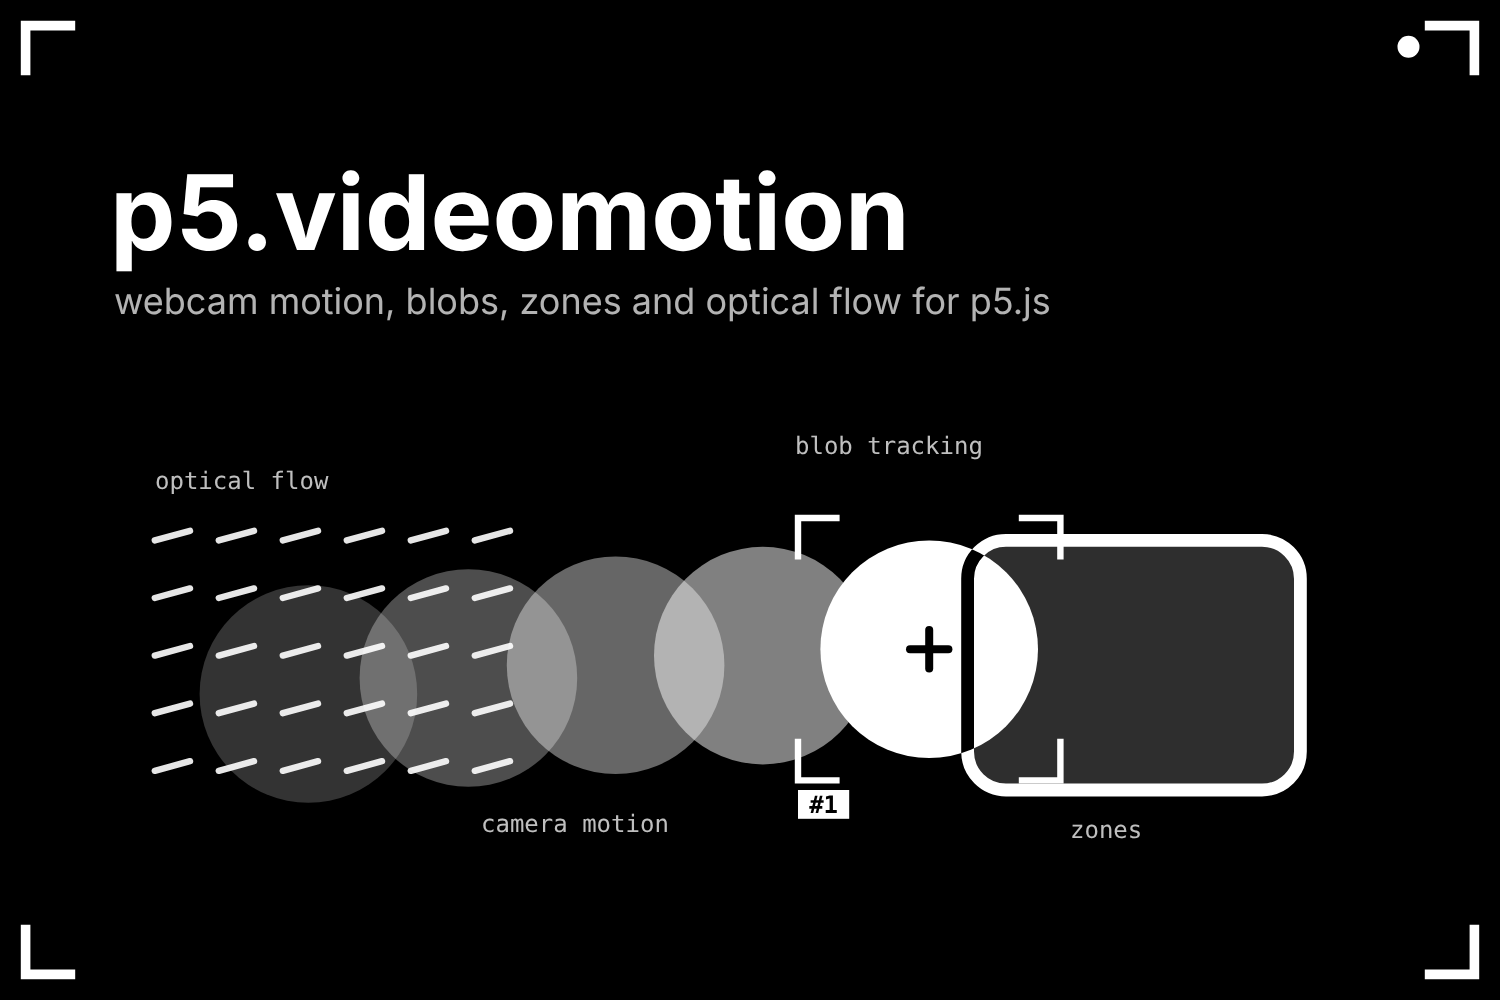 p5.videomotion
webcam motion, blobs, zones and optical flow for p5.js
blob tracking
optical flow
#1
camera motion
zones